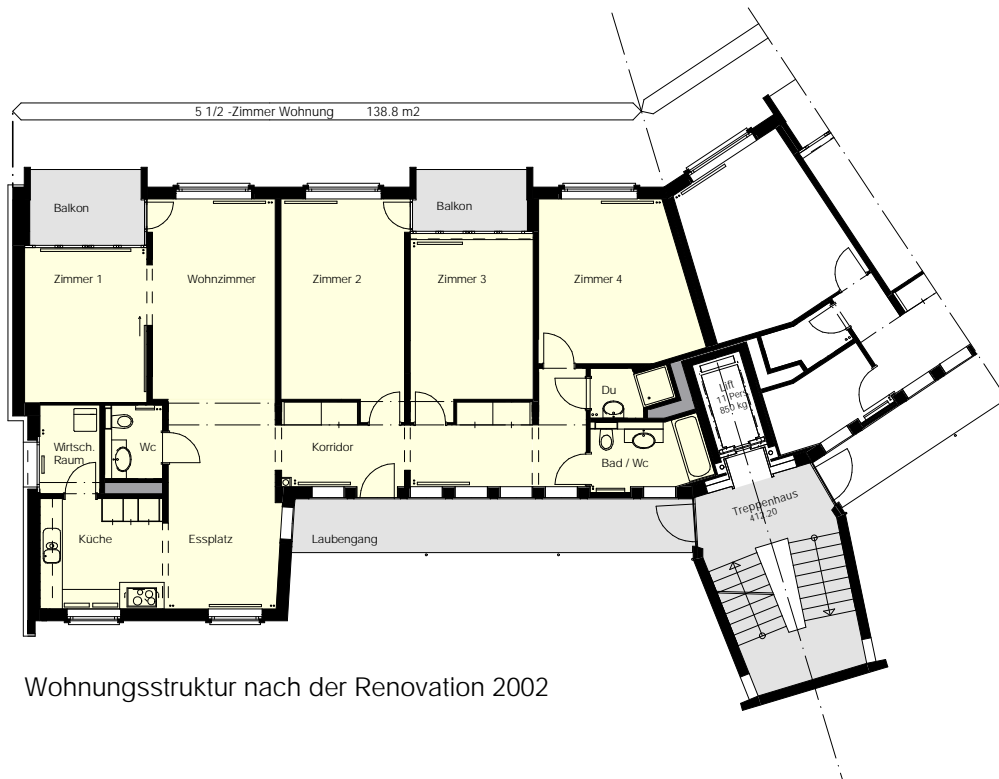 5 1/2 -Zimmer Wohnung 138.8 m2
Balkon
Balkon
Zimmer 1
Wohnzimmer
Zimmer 2
Zimmer 3
Zimmer 4
Du
Lift
11 Pers.
850 kg
Wirtsch.
Raum
Wc
Korridor
Bad / Wc
Treppenhaus
412.20
Küche
Essplatz
Laubengang
Wohnungsstruktur nach der Renovation 2002